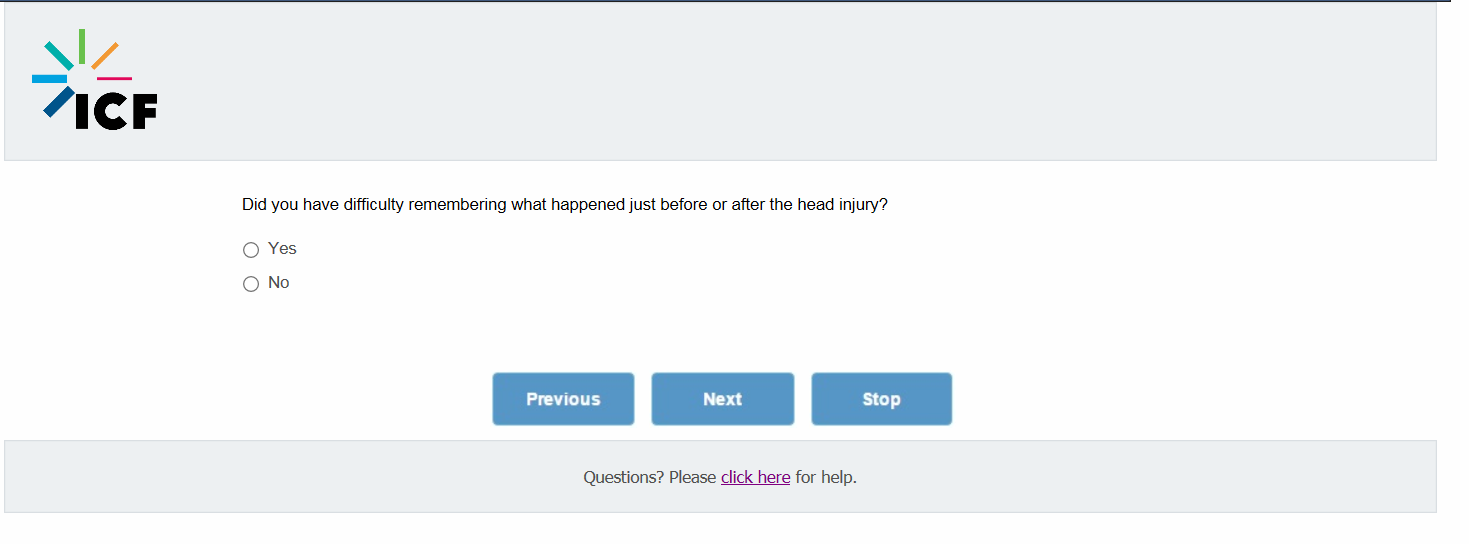 ICF
Did you have difficulty remembering what happened just before or after the head injury?
Yes
No
Previous Next Stop
Questions? Please click here for help.